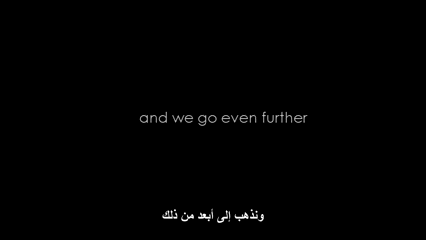 and we go even further
ونذهب إلى أبعد من ذلك